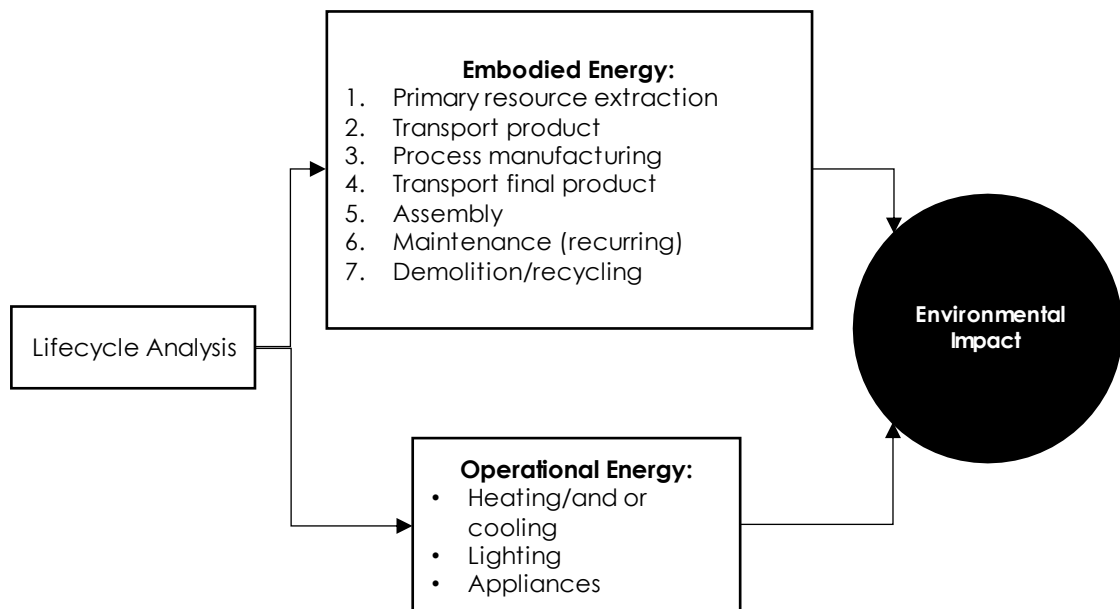 Embodied Energy:
1. Primary resource extraction
2. Transport product
3. Process manufacturing
4. Transport final product
5. Assembly
6. Maintenance (recurring)
7. Demolition/recycling
Lifecycle Analysis
Environmental
Impact
Operational Energy:
• Heating/and or
cooling
• Lighting
• Appliances